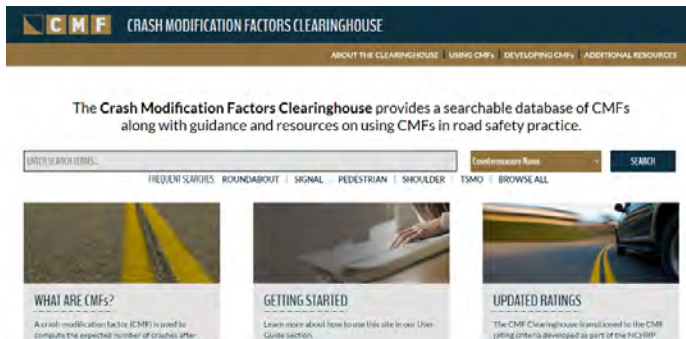 CMF CRASH MODIFICATION FACTORS CLEARINGHOUSE
ABOUT THE CLEARINGHOUSE | USING CMFs | DEVELOPING CMFs | ADDITIONAL RESOURCES
The Crash Modification Factors Clearinghouse provides a searchable database of CMFs
along with guidance and resources on using CMFs in road safety practice.
ENTER SEARCH TERMS...
Countermeasure Name
SEARCH
FREQUENT SEARCHES: ROUNDABOUT | SIGNAL | PEDESTRIAN | SHOULDER | TSMO | BROWSE ALL
WHAT ARE CMFs?
A crash modification factor (CMF) is used to
compute the expected number of crashes after
GETTING STARTED
Learn more about how to use this site in our User
Guide section.
UPDATED RATINGS
The CMF Clearinghouse transitioned to the CMF
rating criteria developed as part of the NCHRP